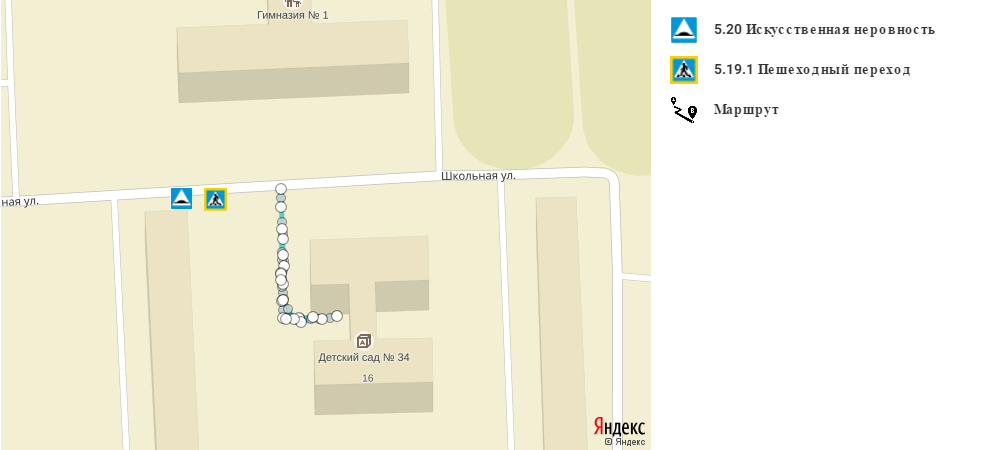 Гимназия № 1
Школьная ул.
ная ул.
Детский сад № 34
16
Яндекс
© Яндекс
5.20 Искусственная неровность
5.19.1 Пешеходный переход
Маршрут